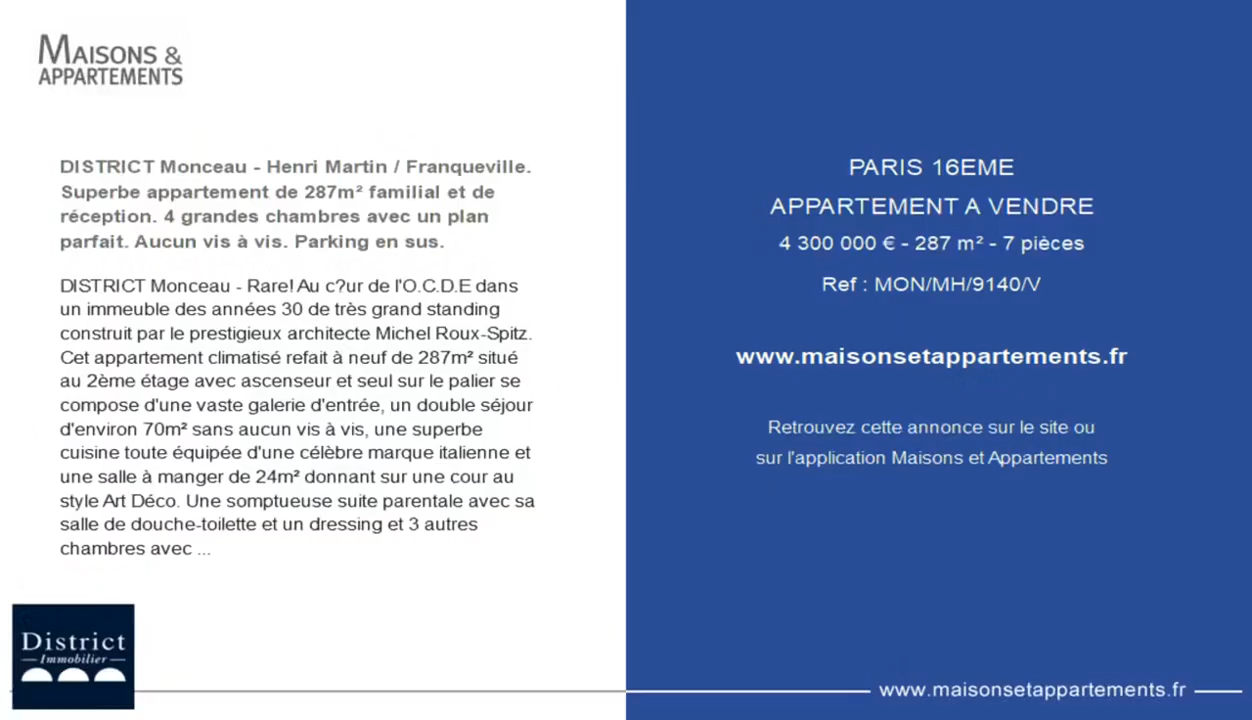 MAISONS &
APPARTEMENTS
DISTRICT Monceau - Henri Martin / Franqueville.
Superbe appartement de 287m² familial et de
réception. 4 grandes chambres avec un plan
parfait. Aucun vis à vis. Parking en sus.
DISTRICT Monceau - Rare! Au c?ur de l'O.C.D.E dans
un immeuble des années 30 de très grand standing
construit par le prestigieux architecte Michel Roux-Spitz.
Cet appartement climatisé refait à neuf de 287m² situé
au 2ème étage avec ascenseur et seul sur le palier se
compose d'une vaste galerie d'entrée, un double séjour
d'environ 70m² sans aucun vis à vis, une superbe
cuisine toute équipée d'une célèbre marque italienne et
une salle à manger de 24m² donnant sur une cour au
style Art Déco. Une somptueuse suite parentale avec sa
salle de douche-toilette et un dressing et 3 autres
chambres avec ...
District
Immobilier
PARIS 16EME
APPARTEMENT A VENDRE
4 300 000 € - 287 m² - 7 pièces
Ref : MON/MH/9140/V
www.maisonsetappartements.fr
Retrouvez cette annonce sur le site ou
sur l'application Maisons et Appartements
www.maisonsetappartements.fr